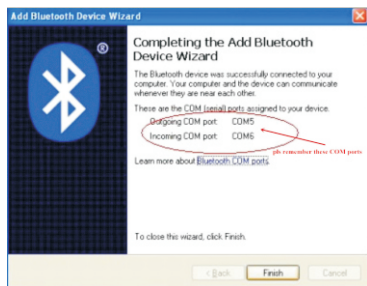 Add Bluetooth Device Wizard
®
Completing the Add Bluetooth
Device Wizard
The Bluetooth device was successfully connected to your
computer. Your computer and the device can communicate
whenever they are near each other.
These are the COM (serial) ports assigned to your device.
Outgoing COM port: COM5
Incoming COM port: COM6
pls remember these COM ports
Learn more about Bluetooth COM ports.
To close this wizard, click Finish.
< Back Finish Cancel